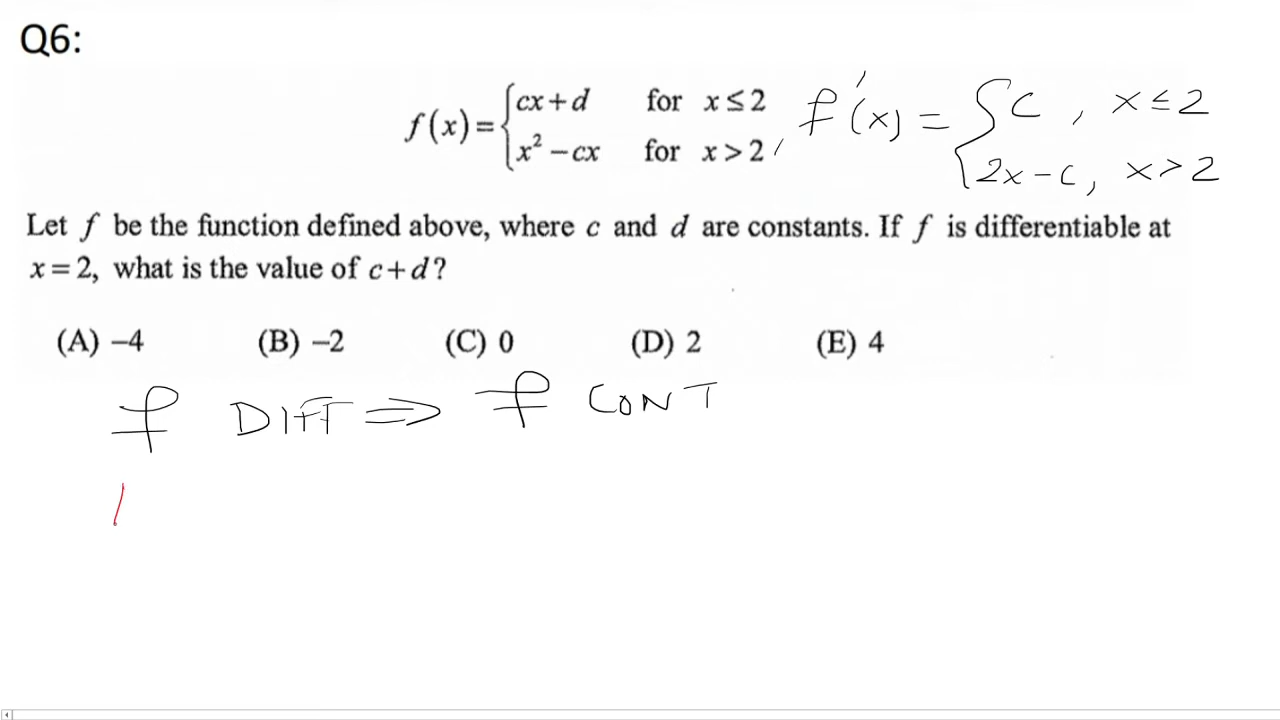 Q6:
f(x) = { cx + d for x ≤ 2
x² − cx for x > 2 ,
f'(x) = { c , x ≤ 2
2x − c , x > 2
Let f be the function defined above, where c and d are constants. If f is differentiable at
x = 2, what is the value of c + d?
(A) −4 (B) −2 (C) 0 (D) 2 (E) 4
f DIFF ⇒ f CONT